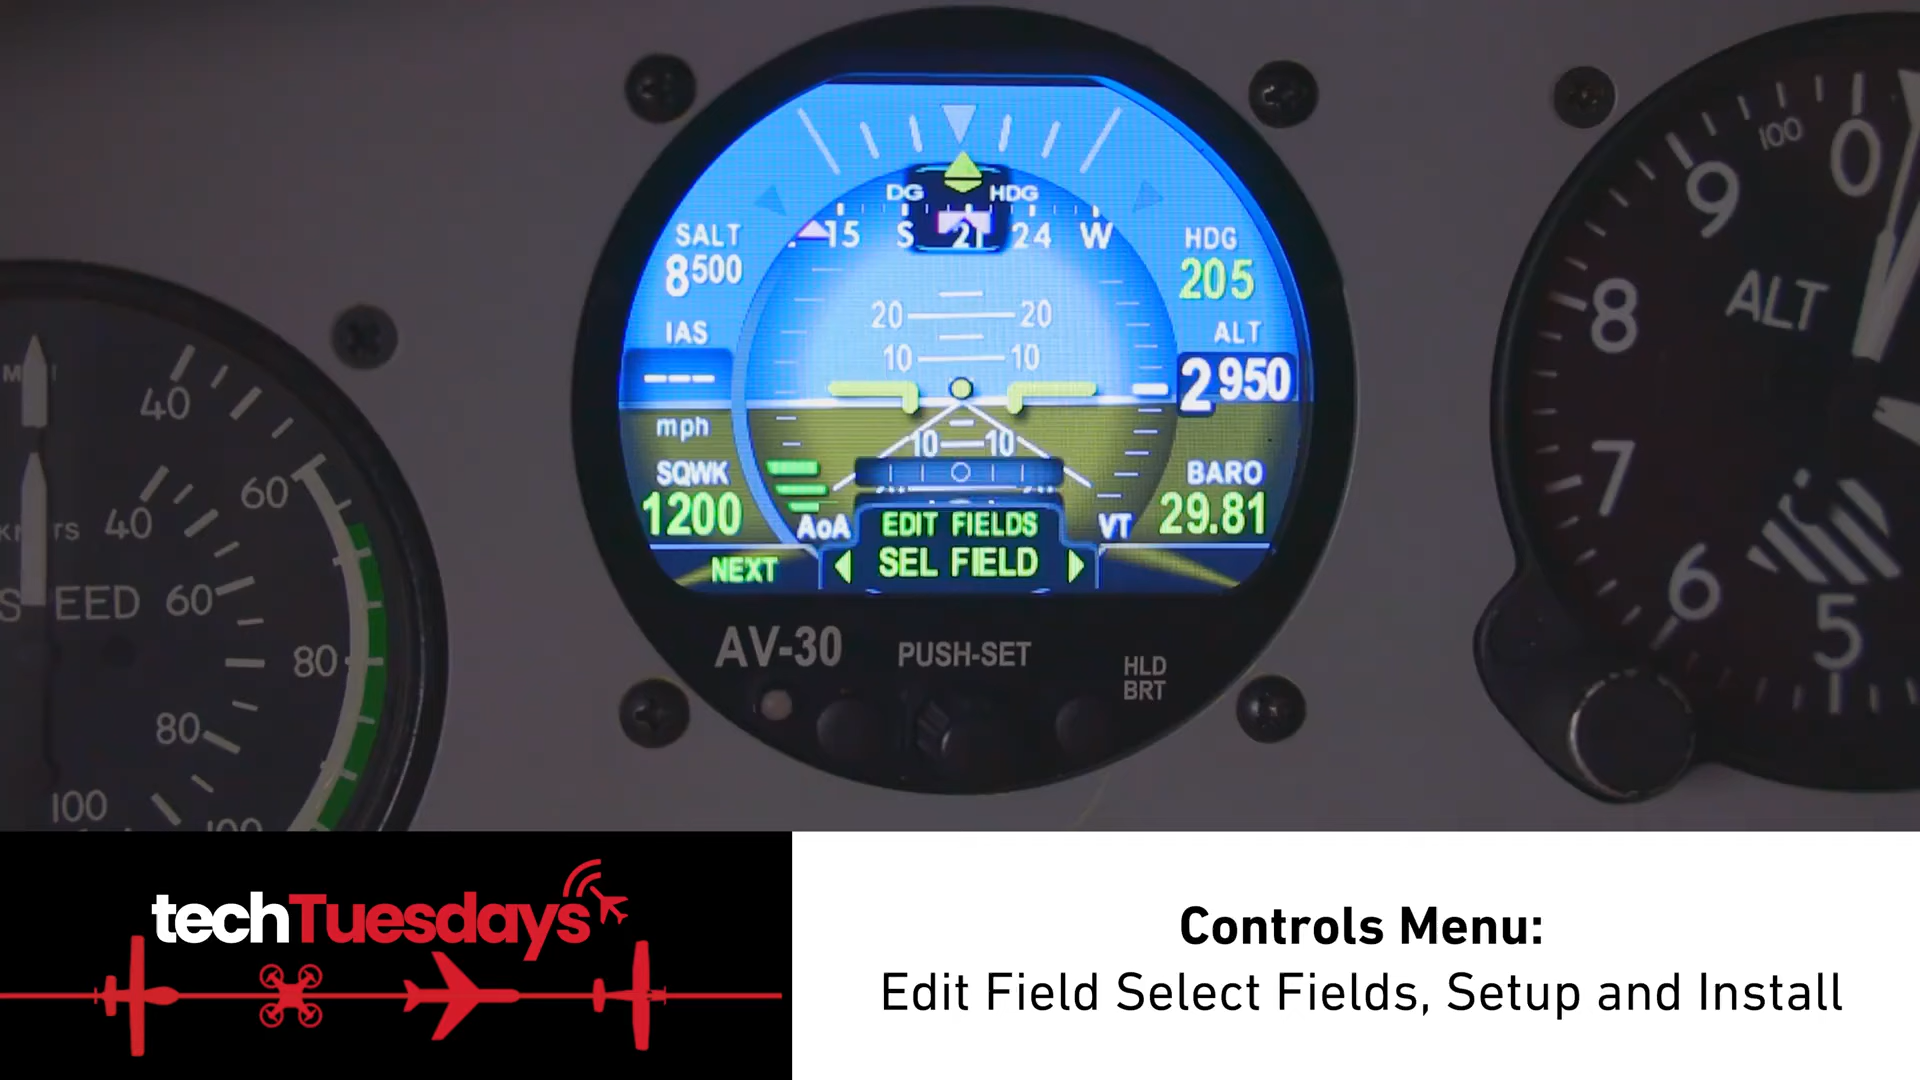 DG HDG
15 S 21 24 W
SALT
8500
HDG
205
IAS
---
mph
ALT
2950
20 20
10 10
10 10
SQWK
1200
BARO
29.81
AoA
VT
EDIT FIELDS
SEL FIELD
NEXT
AV-30
PUSH-SET
HLD
BRT
40
60
40
60
80
80
100
100
0
9
8
ALT
7
6
5
techTuesdays
Controls Menu:
Edit Field Select Fields, Setup and Install